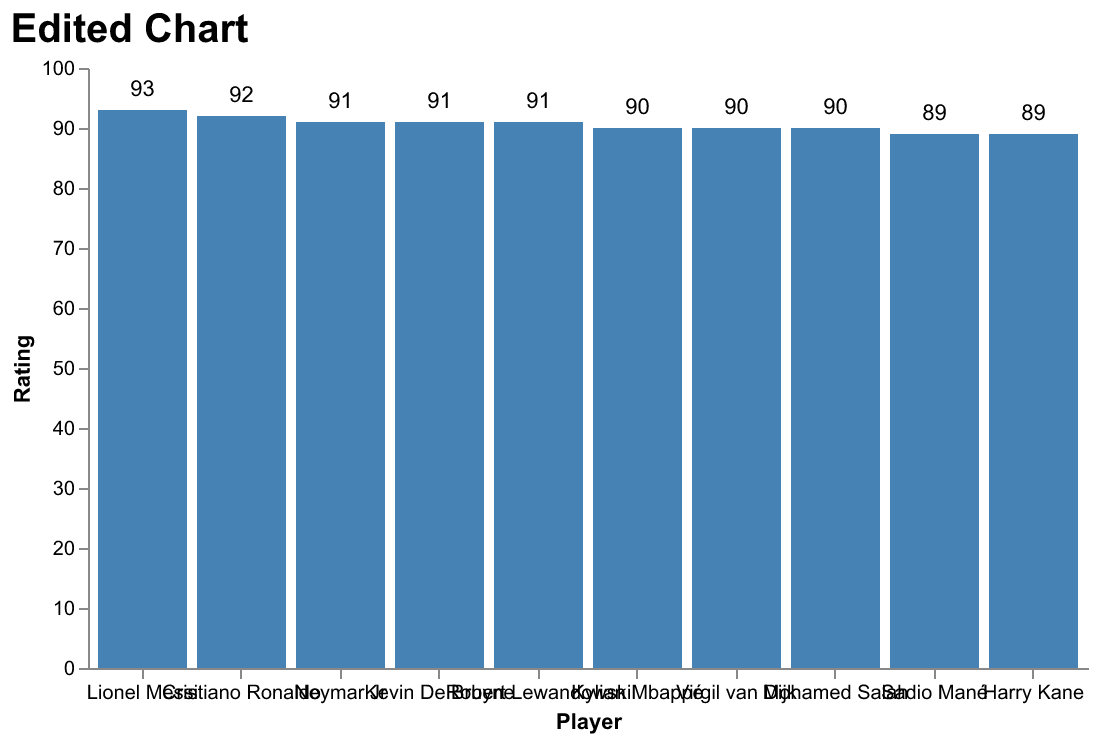 Edited Chart
100
90
80
70
60
50
40
30
20
10
0
Rating
93
92
91
91
91
90
90
90
89
89
Lionel Messi
Cristiano Ronaldo
Neymar Jr
Kevin De Bruyne
Robert Lewandowski
Kylian Mbappé
Virgil van Dijk
Mohamed Salah
Sadio Mané
Harry Kane
Player